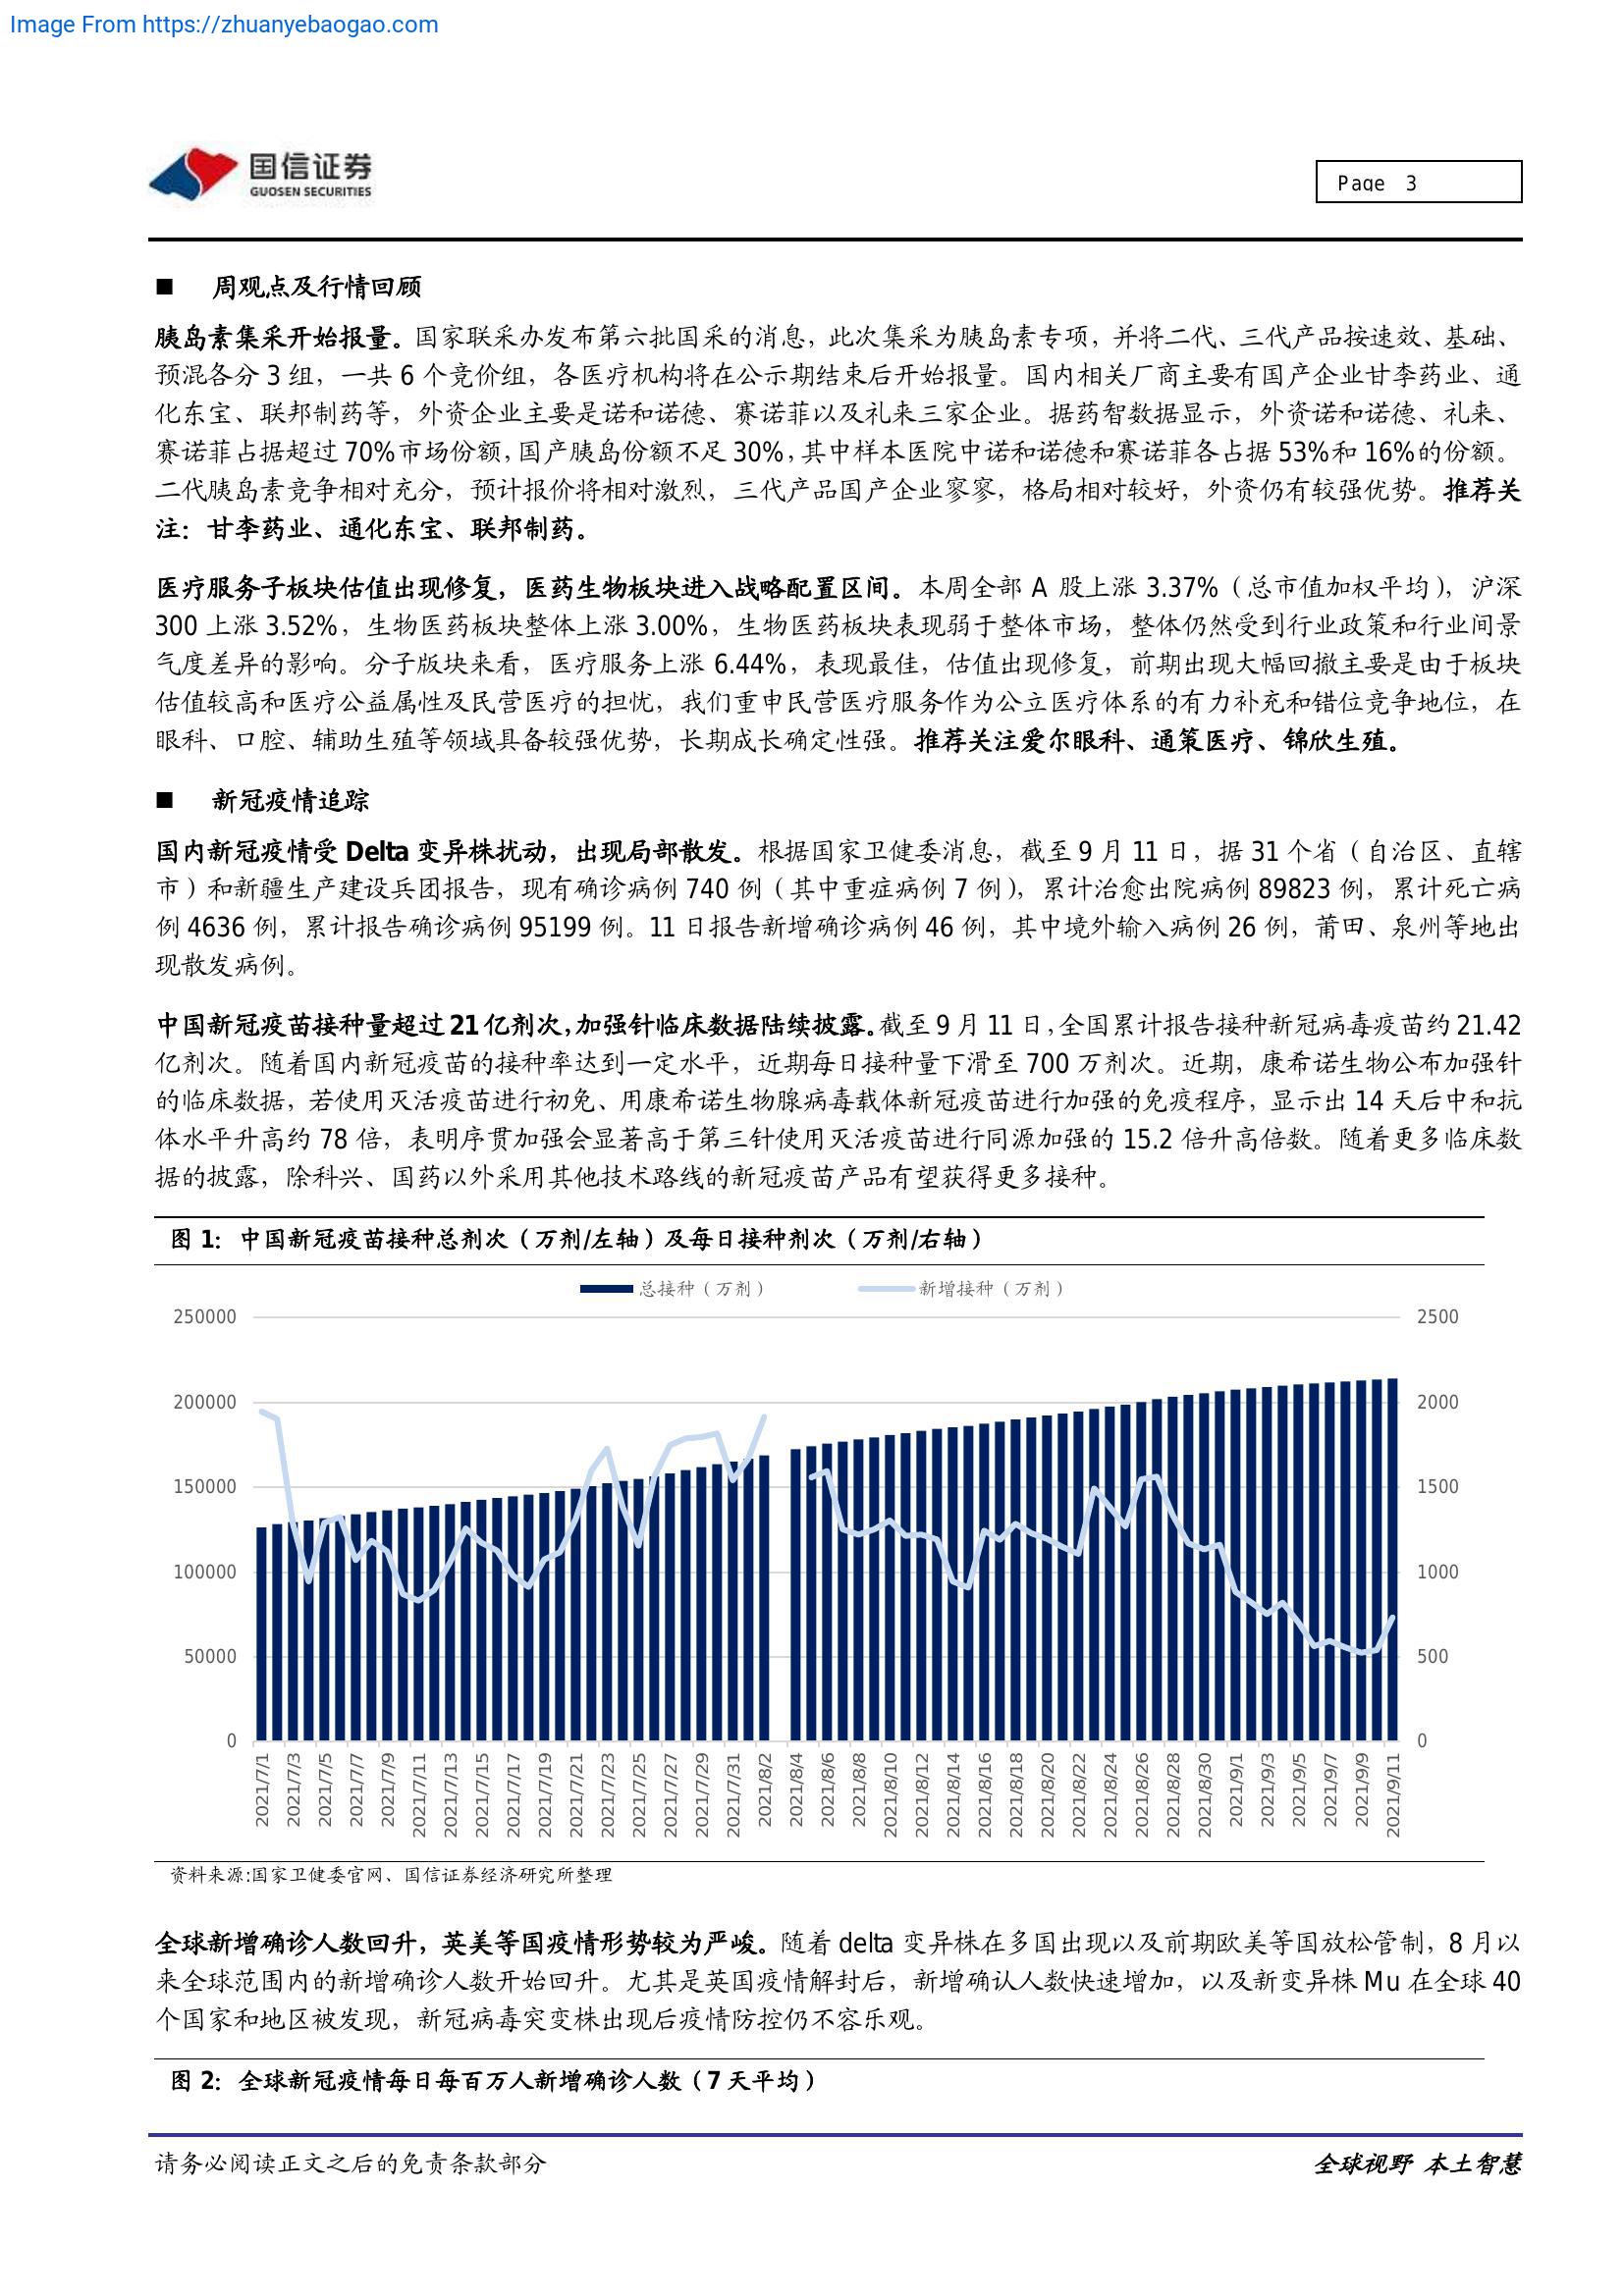 Image From https://zhuanyebaogao.com
国信证券
GUOSEN SECURITIES
Page 3
■ 周观点及行情回顾
胰岛素集采开始报量。国家联采办发布第六批国采的消息，此次集采为胰岛素专项，并将二代、三代产品按速效、基础、
预混各分 3 组，一共 6 个竞价组，各医疗机构将在公示期结束后开始报量。国内相关厂商主要有国产企业甘李药业、通
化东宝、联邦制药等，外资企业主要是诺和诺德、赛诺菲以及礼来三家企业。据药智数据显示，外资诺和诺德、礼来、
赛诺菲占据超过 70%市场份额，国产胰岛份额不足 30%，其中样本医院中诺和诺德和赛诺菲各占据 53%和 16%的份额。
二代胰岛素竞争相对充分，预计报价将相对激烈，三代产品国产企业寥寥，格局相对较好，外资仍有较强优势。推荐关
注：甘李药业、通化东宝、联邦制药。
医疗服务子板块估值出现修复，医药生物板块进入战略配置区间。本周全部 A 股上涨 3.37%（总市值加权平均），沪深
300 上涨 3.52%，生物医药板块整体上涨 3.00%，生物医药板块表现弱于整体市场，整体仍然受到行业政策和行业间景
气度差异的影响。分子版块来看，医疗服务上涨 6.44%，表现最佳，估值出现修复，前期出现大幅回撤主要是由于板块
估值较高和医疗公益属性及民营医疗的担忧，我们重申民营医疗服务作为公立医疗体系的有力补充和错位竞争地位，在
眼科、口腔、辅助生殖等领域具备较强优势，长期成长确定性强。推荐关注爱尔眼科、通策医疗、锦欣生殖。
■ 新冠疫情追踪
国内新冠疫情受 Delta 变异株扰动，出现局部散发。根据国家卫健委消息，截至 9 月 11 日，据 31 个省（自治区、直辖
市）和新疆生产建设兵团报告，现有确诊病例 740 例（其中重症病例 7 例），累计治愈出院病例 89823 例，累计死亡病
例 4636 例，累计报告确诊病例 95199 例。11 日报告新增确诊病例 46 例，其中境外输入病例 26 例，莆田、泉州等地出
现散发病例。
中国新冠疫苗接种量超过 21 亿剂次，加强针临床数据陆续披露。截至 9 月 11 日，全国累计报告接种新冠病毒疫苗约 21.42
亿剂次。随着国内新冠疫苗的接种率达到一定水平，近期每日接种量下滑至 700 万剂次。近期，康希诺生物公布加强针
的临床数据，若使用灭活疫苗进行初免、用康希诺生物腺病毒载体新冠疫苗进行加强的免疫程序，显示出 14 天后中和抗
体水平升高约 78 倍，表明序贯加强会显著高于第三针使用灭活疫苗进行同源加强的 15.2 倍升高倍数。随着更多临床数
据的披露，除科兴、国药以外采用其他技术路线的新冠疫苗产品有望获得更多接种。
图 1：中国新冠疫苗接种总剂次（万剂/左轴）及每日接种剂次（万剂/右轴）
总接种（万剂） 新增接种（万剂）
250000 2500
200000 2000
150000 1500
100000 1000
50000 500
0 0
2021/7/1 2021/7/3 2021/7/5 2021/7/7 2021/7/9 2021/7/11 2021/7/13 2021/7/15 2021/7/17 2021/7/19 2021/7/21 2021/7/23 2021/7/25 2021/7/27 2021/7/29 2021/7/31 2021/8/2 2021/8/4 2021/8/6 2021/8/8 2021/8/10 2021/8/12 2021/8/14 2021/8/16 2021/8/18 2021/8/20 2021/8/22 2021/8/24 2021/8/26 2021/8/28 2021/8/30 2021/9/1 2021/9/3 2021/9/5 2021/9/7 2021/9/9 2021/9/11
资料来源:国家卫健委官网、国信证券经济研究所整理
全球新增确诊人数回升，英美等国疫情形势较为严峻。随着 delta 变异株在多国出现以及前期欧美等国放松管制，8 月以
来全球范围内的新增确诊人数开始回升。尤其是英国疫情解封后，新增确认人数快速增加，以及新变异株 Mu 在全球 40
个国家和地区被发现，新冠病毒突变株出现后疫情防控仍不容乐观。
图 2：全球新冠疫情每日每百万人新增确诊人数（7 天平均）
请务必阅读正文之后的免责条款部分
全球视野 本土智慧